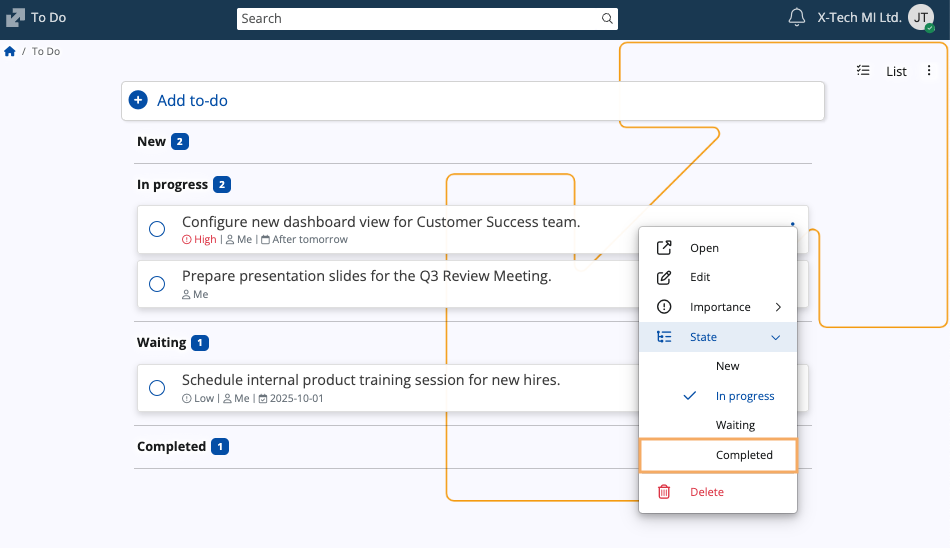 To Do
Search
X-Tech MI Ltd. JT
/ To Do
List
Add to-do
New 2
In progress 2
Configure new dashboard view for Customer Success team.
High | Me | After tomorrow
Prepare presentation slides for the Q3 Review Meeting.
Me
Waiting 1
Schedule internal product training session for new hires.
Low | Me | 2025-10-01
Completed 1
Open
Edit
Importance
State
New
In progress
Waiting
Completed
Delete